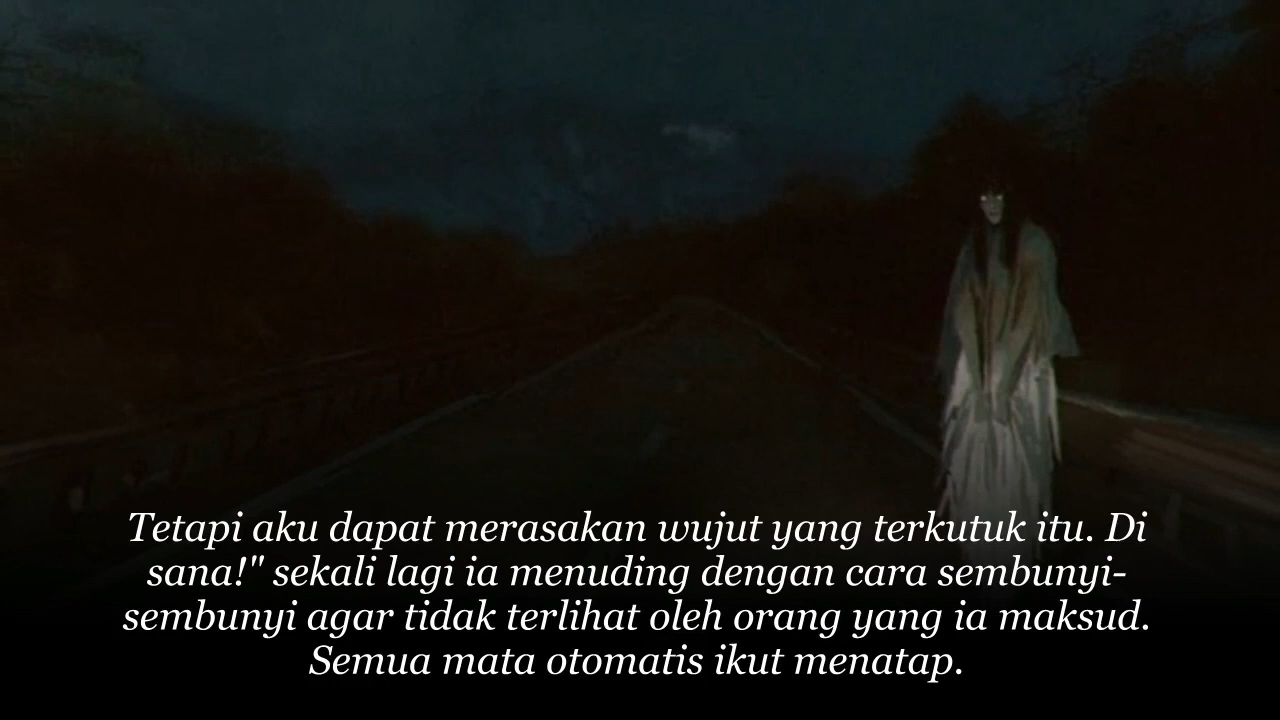 Tetapi aku dapat merasakan wujut yang terkutuk itu. Di
sana!" sekali lagi ia menuding dengan cara sembunyi-
sembunyi agar tidak terlihat oleh orang yang ia maksud.
Semua mata otomatis ikut menatap.